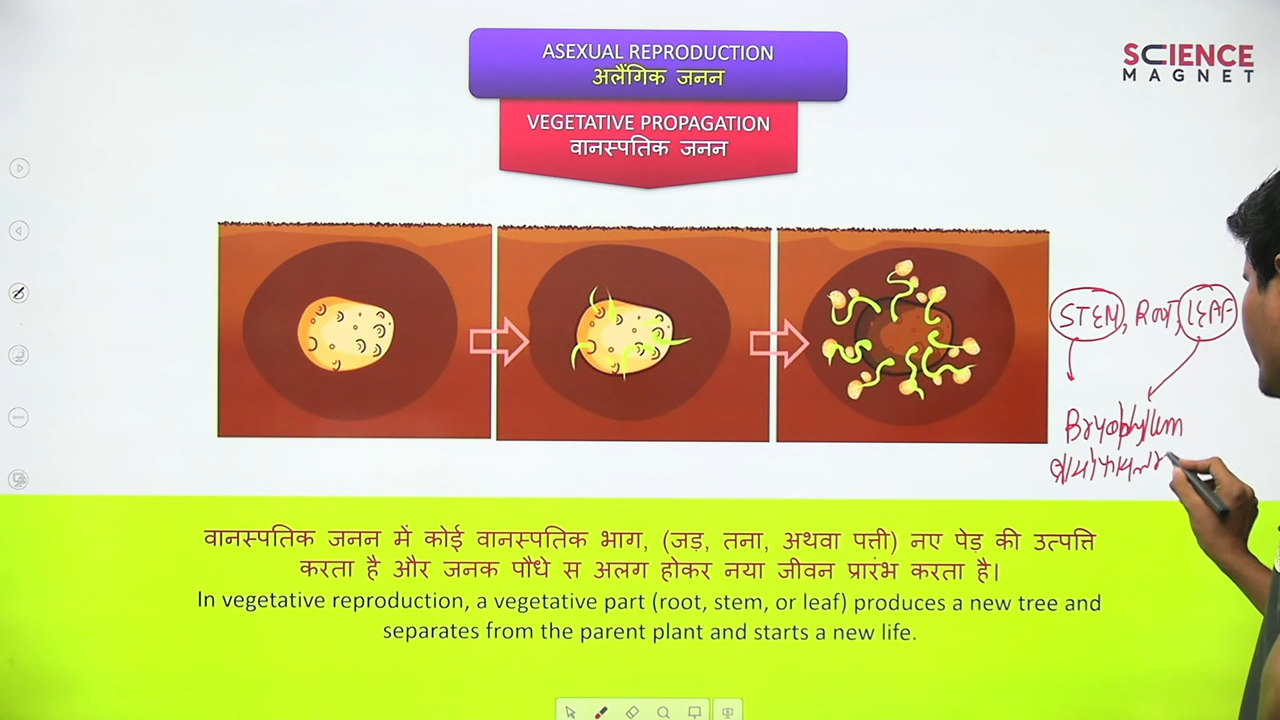 ASEXUAL REPRODUCTION
अलैंगिक जनन
SCIENCE
MAGNET
VEGETATIVE PROPAGATION
वानस्पतिक जनन
STEM, Root, LEAF
Bryophyllum
वानस्पतिक जनन में कोई वानस्पतिक भाग, (जड़, तना, अथवा पत्ती) नए पेड़ की उत्पत्ति
करता है और जनक पौधे स अलग होकर नया जीवन प्रारंभ करता है।
In vegetative reproduction, a vegetative part (root, stem, or leaf) produces a new tree and
separates from the parent plant and starts a new life.